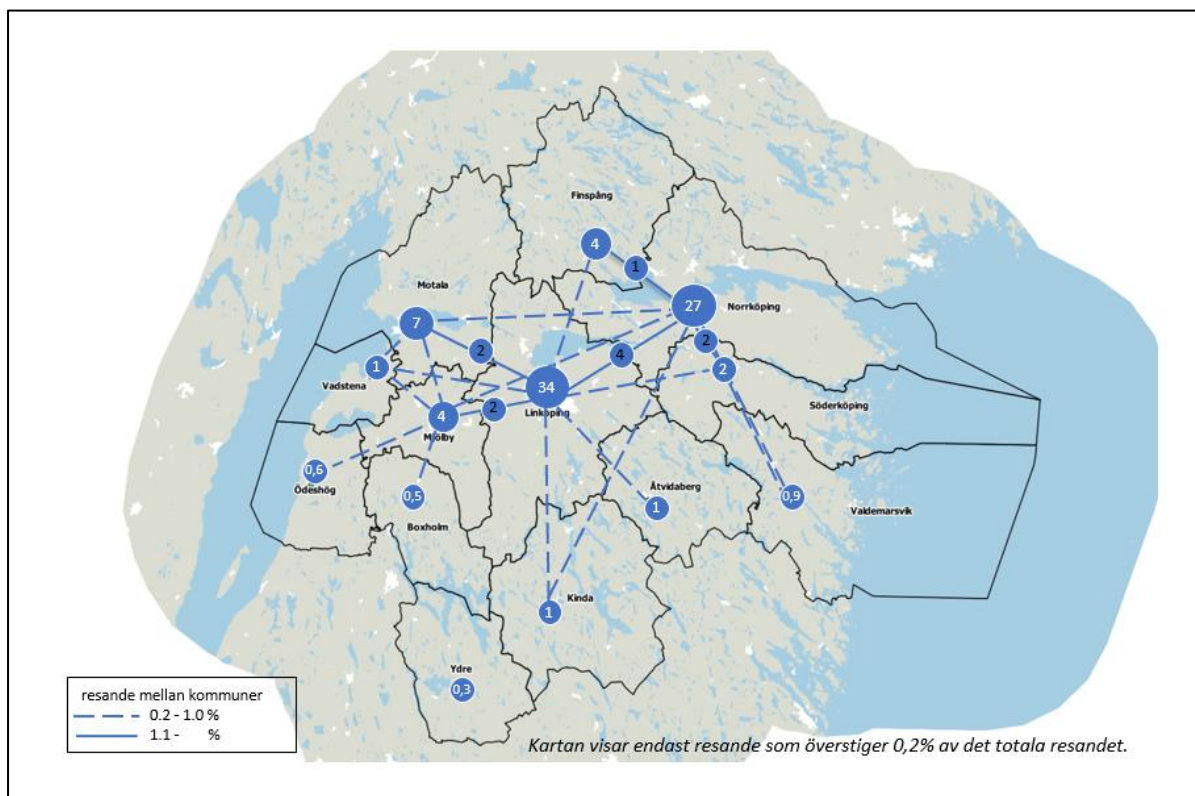 Finspång
4
1
Motala
27
Norrköping
7
2
2
4
1
2
Vadstena
34
Söderköping
4
2
Linköping
Mjölby
0,6
Ödeshög
0,5
Åtvidaberg
0,9
1
Valdemarsvik
Boxholm
Kinda
1
Ydre
0,3
resande mellan kommuner
0.2 - 1.0 %
1.1 - %
Kartan visar endast resande som överstiger 0,2% av det totala resandet.